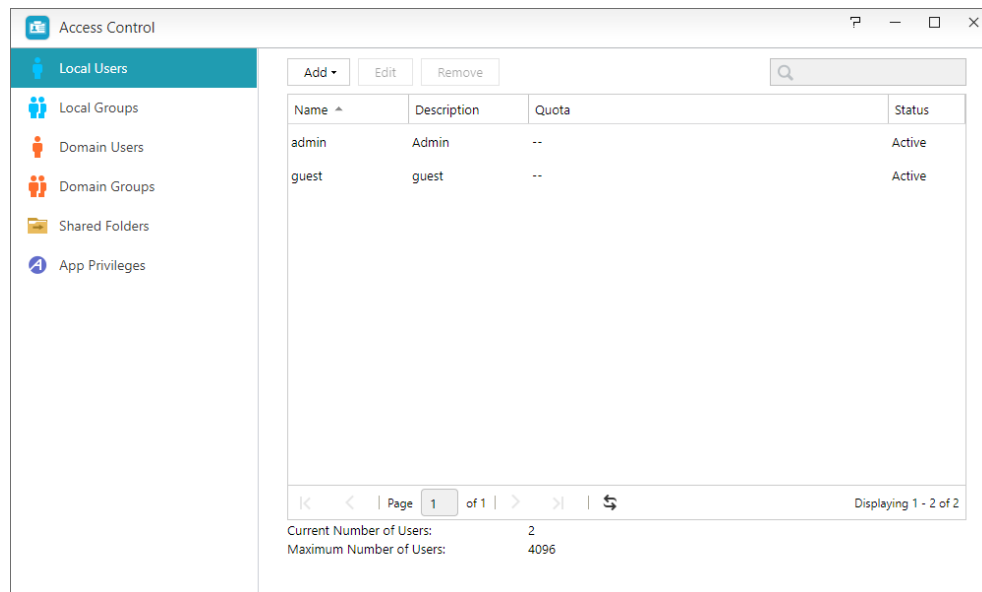 Access Control
Local Users
Local Groups
Domain Users
Domain Groups
Shared Folders
App Privileges
Add Edit Remove
Name Description Quota Status
admin Admin -- Active
guest guest -- Active
Page 1 of 1 Displaying 1 - 2 of 2
Current Number of Users: 2
Maximum Number of Users: 4096